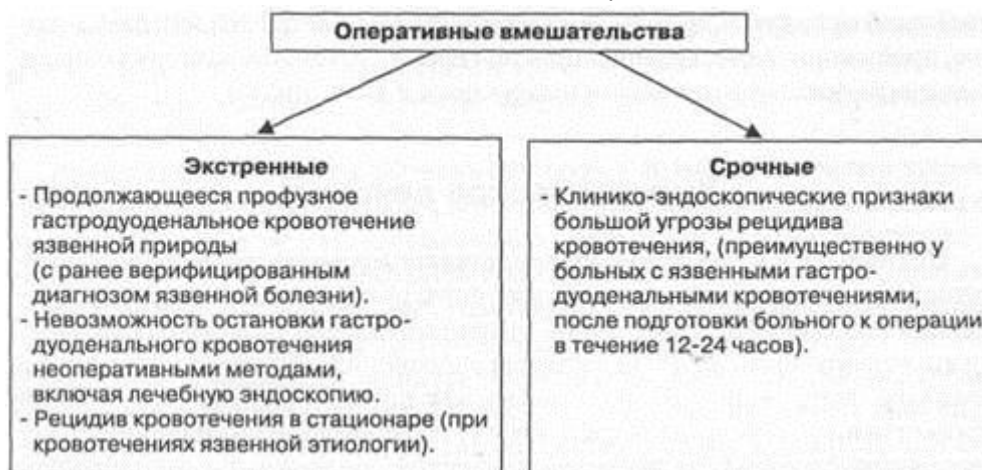 Оперативные вмешательства
Экстренные
- Продолжающееся профузное
гастродуоденальное кровотечение
язвенной природы
(с ранее верифицированным
диагнозом язвенной болезни).
- Невозможность остановки гастро-
дуоденального кровотечения
неоперативными методами,
включая лечебную эндоскопию.
- Рецидив кровотечения в стационаре (при
кровотечениях язвенной этиологии).
Срочные
- Клинико-эндоскопические признаки
большой угрозы рецидива
кровотечения, (преимущественно у
больных с язвенными гастро-
дуоденальными кровотечениями,
после подготовки больного к операции
в течение 12-24 часов).